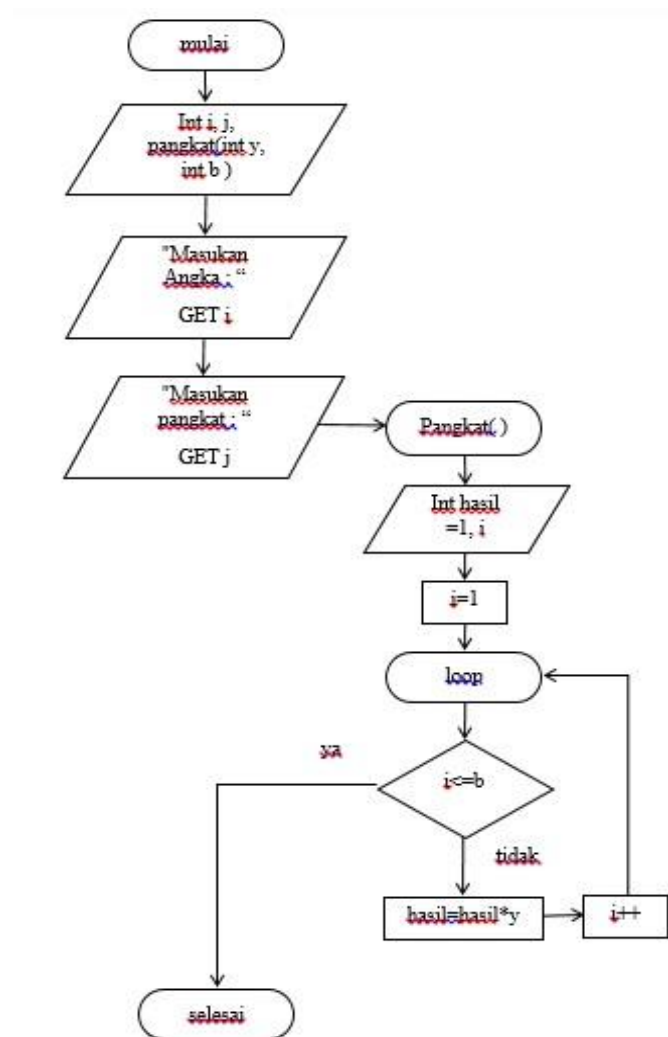 mulai
Int i, j,
pangkat(int y,
int b )
"Masukan
Angka : “
GET i
"Masukan
pangkat : “
GET j
Pangkat( )
Int hasil
=1, i
i=1
loop
ya
i<=b
tidak
hasil=hasil*y
i++
selesai